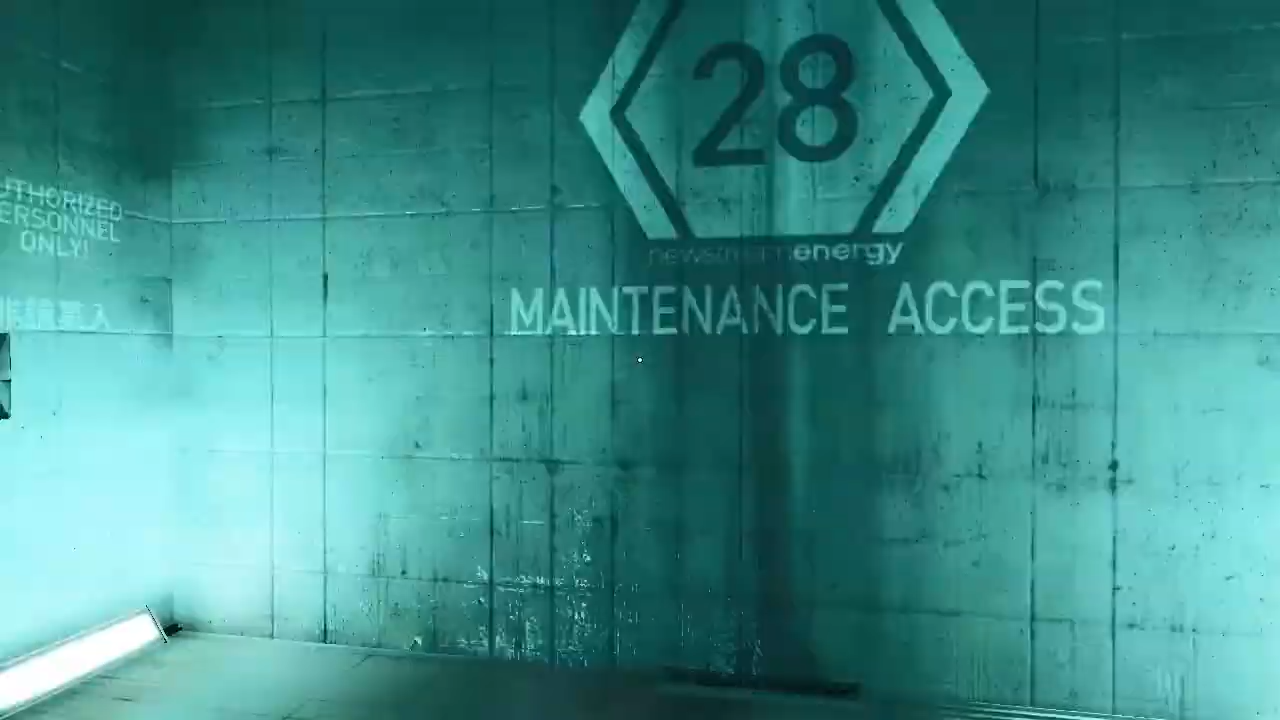 28
newstreamenergy
MAINTENANCE ACCESS
UTHORIZED
ERSONNEL
ONLY!